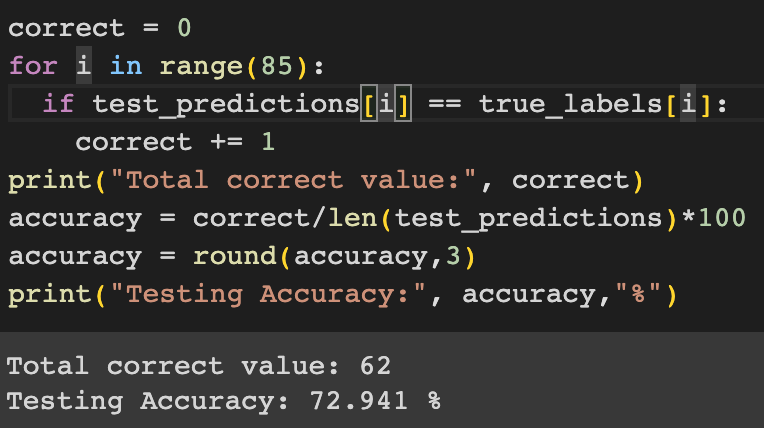 correct = 0
for i in range(85):
  if test_predictions[i] == true_labels[i]:
    correct += 1
print("Total correct value:", correct)
accuracy = correct/len(test_predictions)*100
accuracy = round(accuracy,3)
print("Testing Accuracy:", accuracy,"%")
Total correct value: 62
Testing Accuracy: 72.941 %